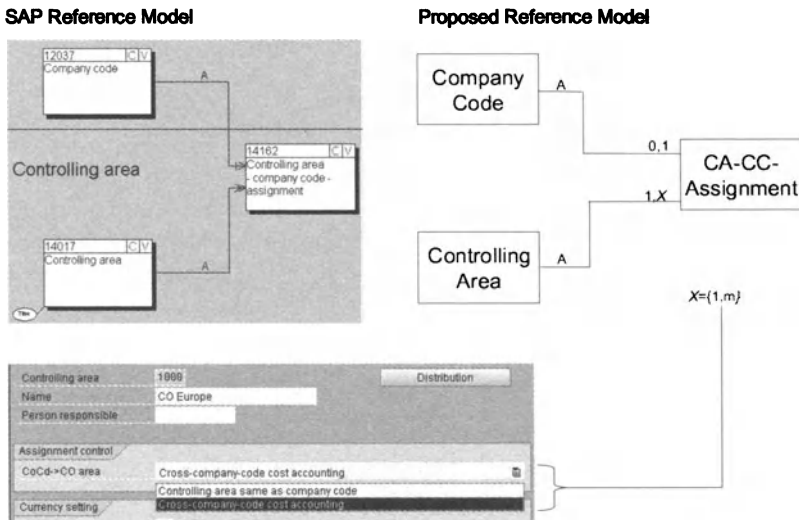 SAP Reference Model
Proposed Reference Model
12037 C V
Company code
A
Controlling area
14162 C V
Controlling area
- company code -
assignment
14017 C V
Controlling area
A
Company
Code
A
0,1
CA-CC-
Assignment
1,X
Controlling
Area
A
X={1,m}
Controlling area 1000 Distribution
Name CO Europe
Person responsible
Assignment control
CoCd->CO area Cross-company-code cost accounting
Controlling area same as company code
Currency setting Cross-company-code cost accounting